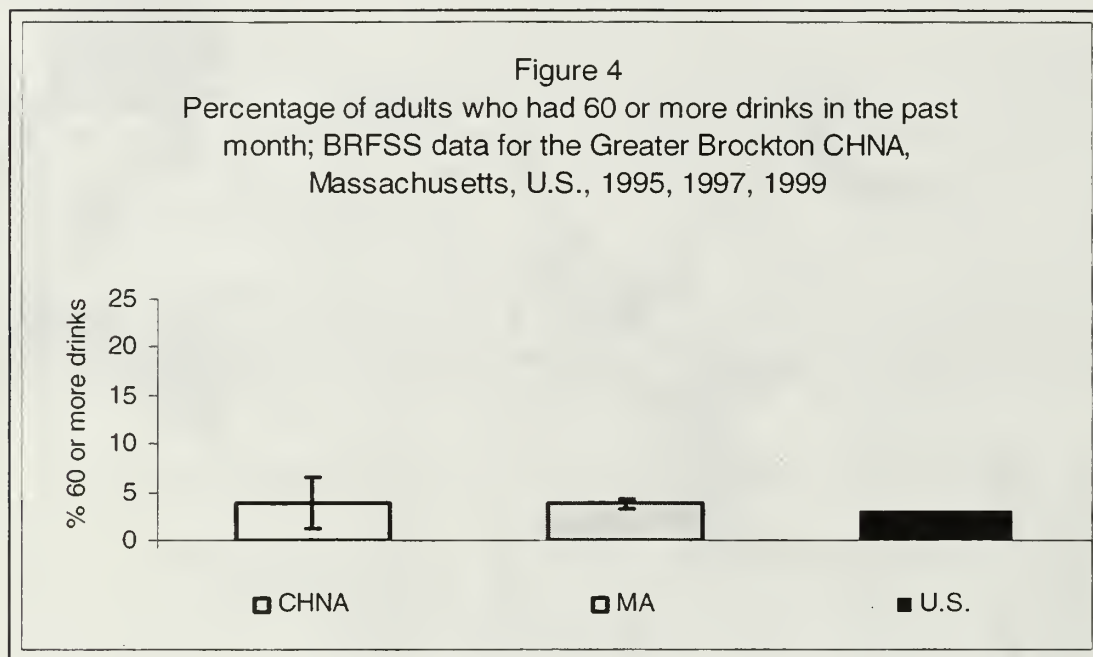 Figure 4
Percentage of adults who had 60 or more drinks in the past
month; BRFSS data for the Greater Brockton CHNA,
Massachusetts, U.S., 1995, 1997, 1999
% 60 or more drinks
25
20
15
10
5
0
CHNA
MA
U.S.